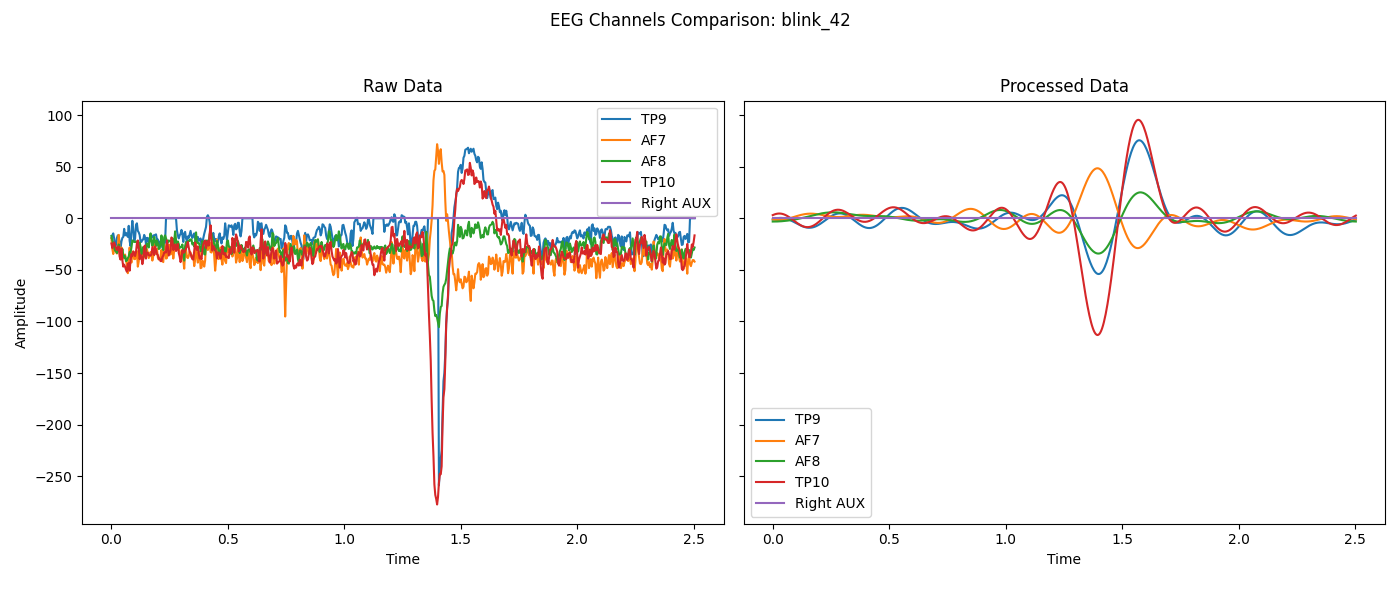 EEG Channels Comparison: blink_42
Raw Data
Amplitude
100
50
0
−50
−100
−150
−200
−250
TP9
AF7
AF8
TP10
Right AUX
0.0 0.5 1.0 1.5 2.0 2.5
Time
Processed Data
TP9
AF7
AF8
TP10
Right AUX
0.0 0.5 1.0 1.5 2.0 2.5
Time